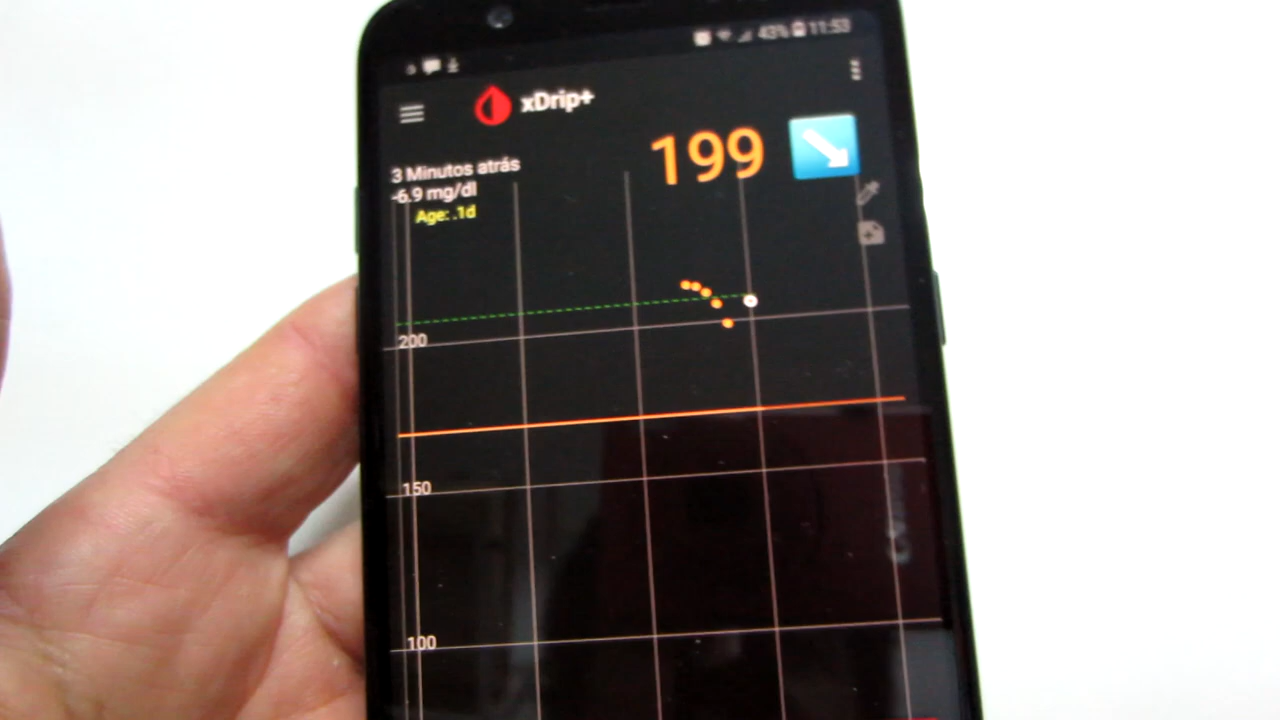 43% 11:53
xDrip+
199
3 Minutos atrás
-6.9 mg/dl
Age: .1d
200
150
100